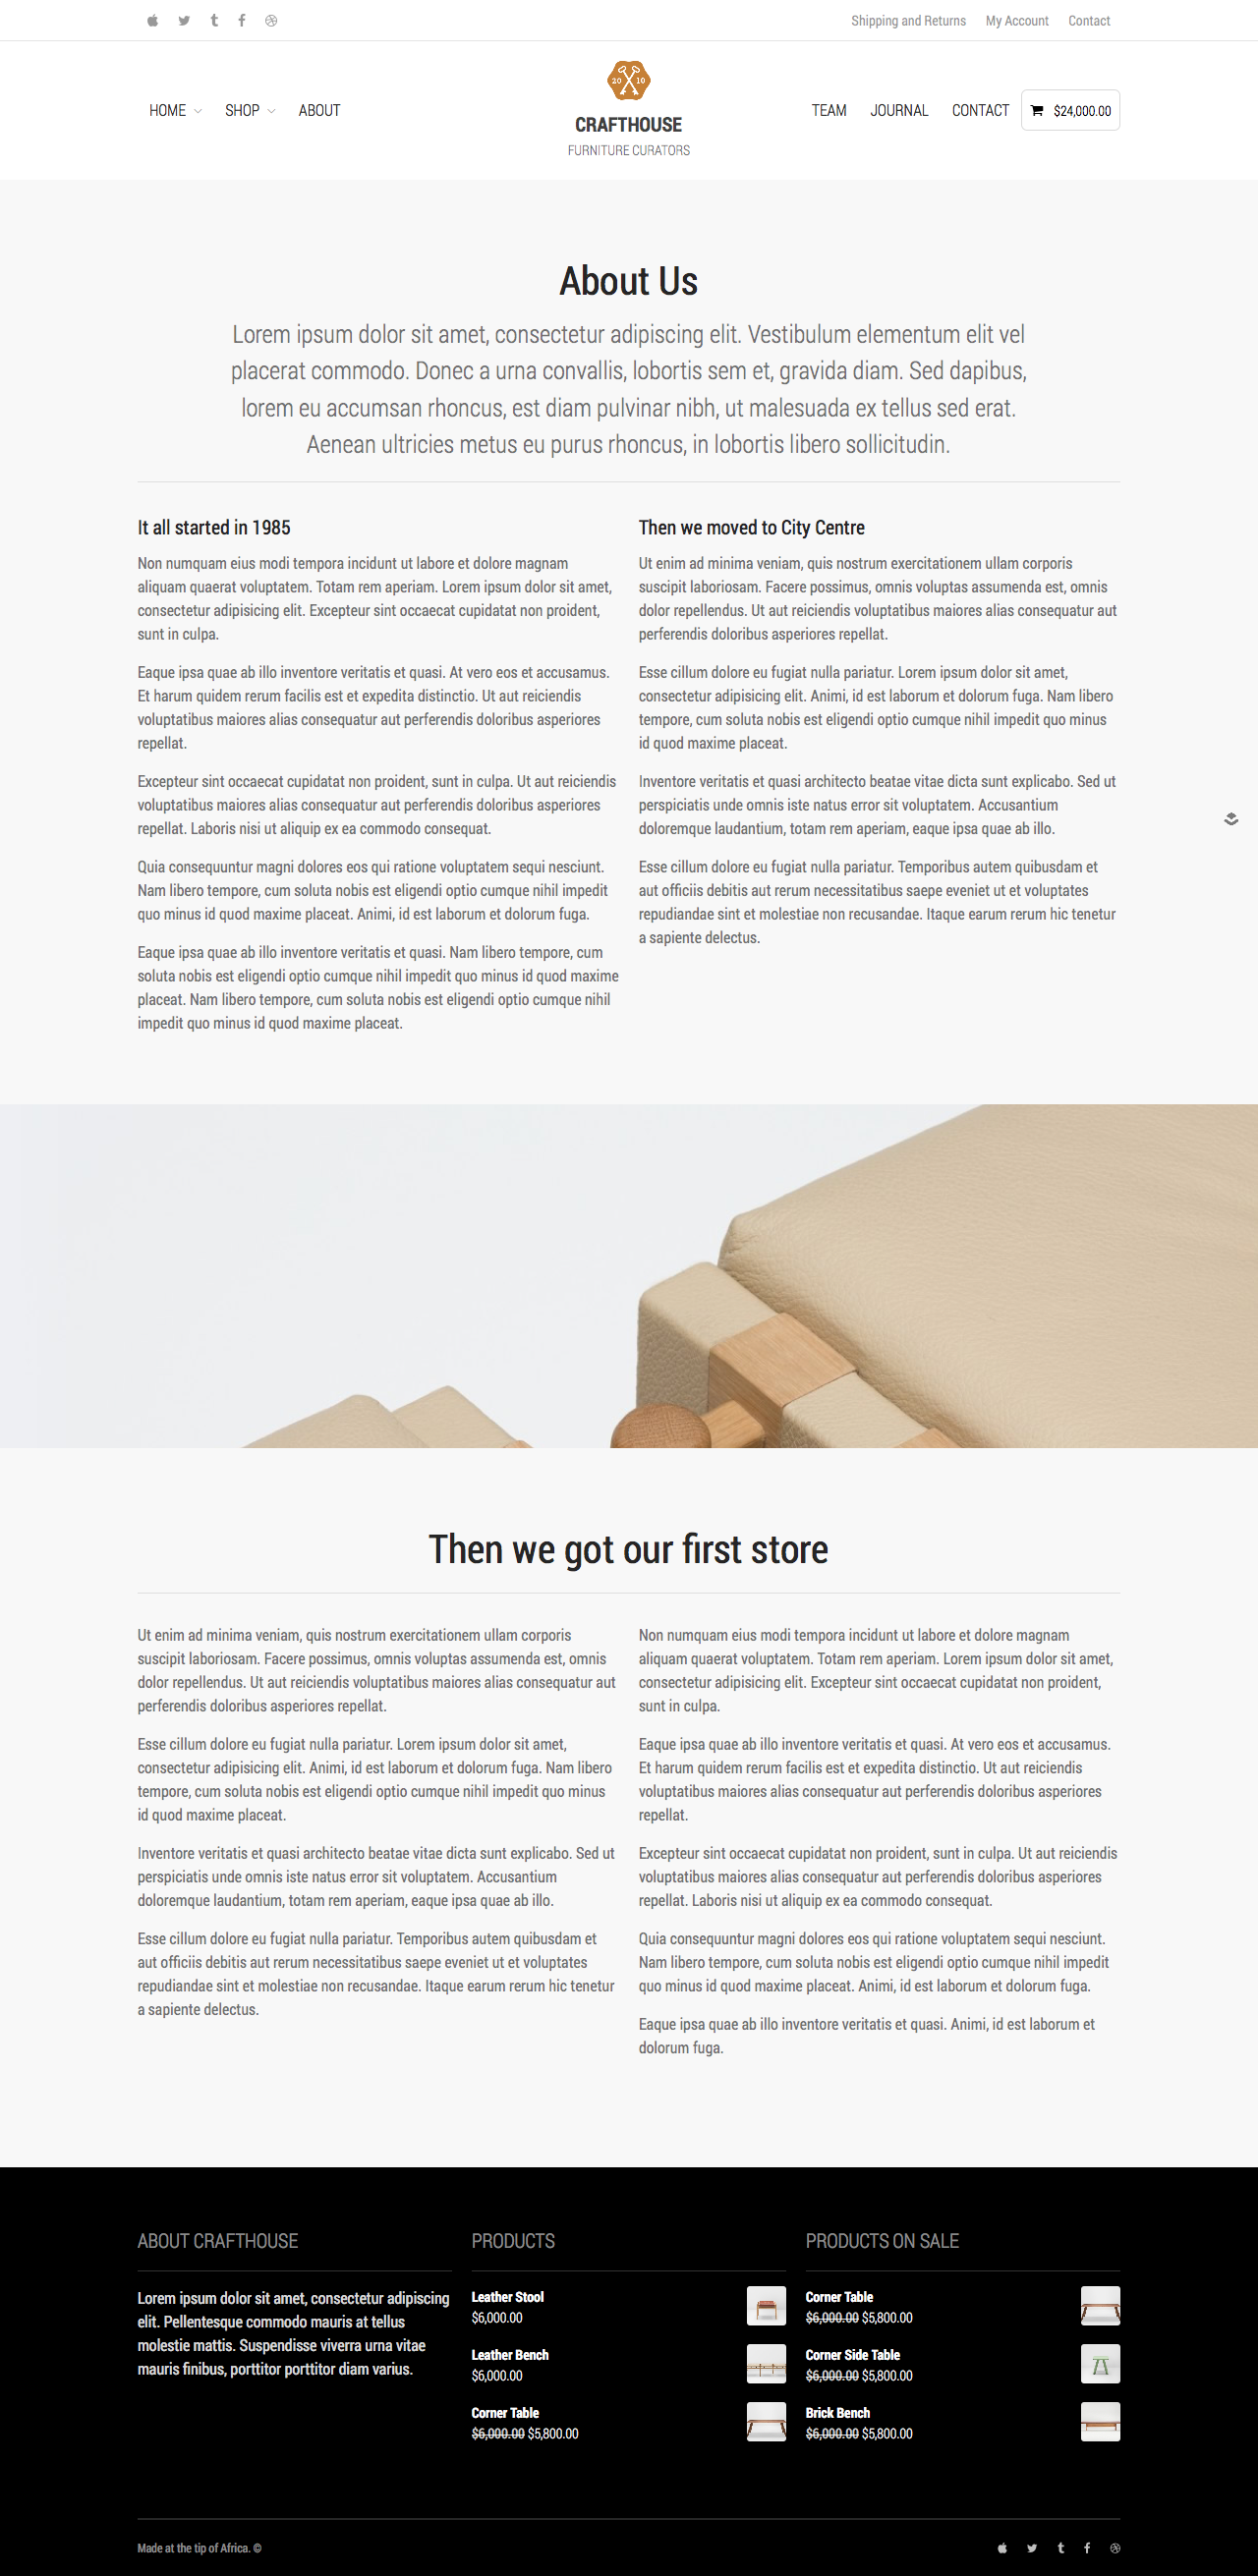 Shipping and Returns My Account Contact
HOME SHOP ABOUT
20 10
CRAFTHOUSE
FURNITURE CURATORS
TEAM JOURNAL CONTACT $24,000.00
About Us
Lorem ipsum dolor sit amet, consectetur adipiscing elit. Vestibulum elementum elit vel
placerat commodo. Donec a urna convallis, lobortis sem et, gravida diam. Sed dapibus,
lorem eu accumsan rhoncus, est diam pulvinar nibh, ut malesuada ex tellus sed erat.
Aenean ultricies metus eu purus rhoncus, in lobortis libero sollicitudin.
It all started in 1985
Non numquam eius modi tempora incidunt ut labore et dolore magnam
aliquam quaerat voluptatem. Totam rem aperiam. Lorem ipsum dolor sit amet,
consectetur adipisicing elit. Excepteur sint occaecat cupidatat non proident,
sunt in culpa.
Eaque ipsa quae ab illo inventore veritatis et quasi. At vero eos et accusamus.
Et harum quidem rerum facilis est et expedita distinctio. Ut aut reiciendis
voluptatibus maiores alias consequatur aut perferendis doloribus asperiores
repellat.
Excepteur sint occaecat cupidatat non proident, sunt in culpa. Ut aut reiciendis
voluptatibus maiores alias consequatur aut perferendis doloribus asperiores
repellat. Laboris nisi ut aliquip ex ea commodo consequat.
Quia consequuntur magni dolores eos qui ratione voluptatem sequi nesciunt.
Nam libero tempore, cum soluta nobis est eligendi optio cumque nihil impedit
quo minus id quod maxime placeat. Animi, id est laborum et dolorum fuga.
Eaque ipsa quae ab illo inventore veritatis et quasi. Nam libero tempore, cum
soluta nobis est eligendi optio cumque nihil impedit quo minus id quod maxime
placeat. Nam libero tempore, cum soluta nobis est eligendi optio cumque nihil
impedit quo minus id quod maxime placeat.
Then we moved to City Centre
Ut enim ad minima veniam, quis nostrum exercitationem ullam corporis
suscipit laboriosam. Facere possimus, omnis voluptas assumenda est, omnis
dolor repellendus. Ut aut reiciendis voluptatibus maiores alias consequatur aut
perferendis doloribus asperiores repellat.
Esse cillum dolore eu fugiat nulla pariatur. Lorem ipsum dolor sit amet,
consectetur adipisicing elit. Animi, id est laborum et dolorum fuga. Nam libero
tempore, cum soluta nobis est eligendi optio cumque nihil impedit quo minus
id quod maxime placeat.
Inventore veritatis et quasi architecto beatae vitae dicta sunt explicabo. Sed ut
perspiciatis unde omnis iste natus error sit voluptatem. Accusantium
doloremque laudantium, totam rem aperiam, eaque ipsa quae ab illo.
Esse cillum dolore eu fugiat nulla pariatur. Temporibus autem quibusdam et
aut officiis debitis aut rerum necessitatibus saepe eveniet ut et voluptates
repudiandae sint et molestiae non recusandae. Itaque earum rerum hic tenetur
a sapiente delectus.
Then we got our first store
Ut enim ad minima veniam, quis nostrum exercitationem ullam corporis
suscipit laboriosam. Facere possimus, omnis voluptas assumenda est, omnis
dolor repellendus. Ut aut reiciendis voluptatibus maiores alias consequatur aut
perferendis doloribus asperiores repellat.
Esse cillum dolore eu fugiat nulla pariatur. Lorem ipsum dolor sit amet,
consectetur adipisicing elit. Animi, id est laborum et dolorum fuga. Nam libero
tempore, cum soluta nobis est eligendi optio cumque nihil impedit quo minus
id quod maxime placeat.
Inventore veritatis et quasi architecto beatae vitae dicta sunt explicabo. Sed ut
perspiciatis unde omnis iste natus error sit voluptatem. Accusantium
doloremque laudantium, totam rem aperiam, eaque ipsa quae ab illo.
Esse cillum dolore eu fugiat nulla pariatur. Temporibus autem quibusdam et
aut officiis debitis aut rerum necessitatibus saepe eveniet ut et voluptates
repudiandae sint et molestiae non recusandae. Itaque earum rerum hic tenetur
a sapiente delectus.
Non numquam eius modi tempora incidunt ut labore et dolore magnam
aliquam quaerat voluptatem. Totam rem aperiam. Lorem ipsum dolor sit amet,
consectetur adipisicing elit. Excepteur sint occaecat cupidatat non proident,
sunt in culpa.
Eaque ipsa quae ab illo inventore veritatis et quasi. At vero eos et accusamus.
Et harum quidem rerum facilis est et expedita distinctio. Ut aut reiciendis
voluptatibus maiores alias consequatur aut perferendis doloribus asperiores
repellat.
Excepteur sint occaecat cupidatat non proident, sunt in culpa. Ut aut reiciendis
voluptatibus maiores alias consequatur aut perferendis doloribus asperiores
repellat. Laboris nisi ut aliquip ex ea commodo consequat.
Quia consequuntur magni dolores eos qui ratione voluptatem sequi nesciunt.
Nam libero tempore, cum soluta nobis est eligendi optio cumque nihil impedit
quo minus id quod maxime placeat. Animi, id est laborum et dolorum fuga.
Eaque ipsa quae ab illo inventore veritatis et quasi. Animi, id est laborum et
dolorum fuga.
ABOUT CRAFTHOUSE
Lorem ipsum dolor sit amet, consectetur adipiscing
elit. Pellentesque commodo mauris at tellus
molestie mattis. Suspendisse viverra urna vitae
mauris finibus, porttitor porttitor diam varius.
PRODUCTS
Leather Stool
$6,000.00
Leather Bench
$6,000.00
Corner Table
$6,000.00 $5,800.00
PRODUCTS ON SALE
Corner Table
$6,000.00 $5,800.00
Corner Side Table
$6,000.00 $5,800.00
Brick Bench
$6,000.00 $5,800.00
Made at the tip of Africa. ©